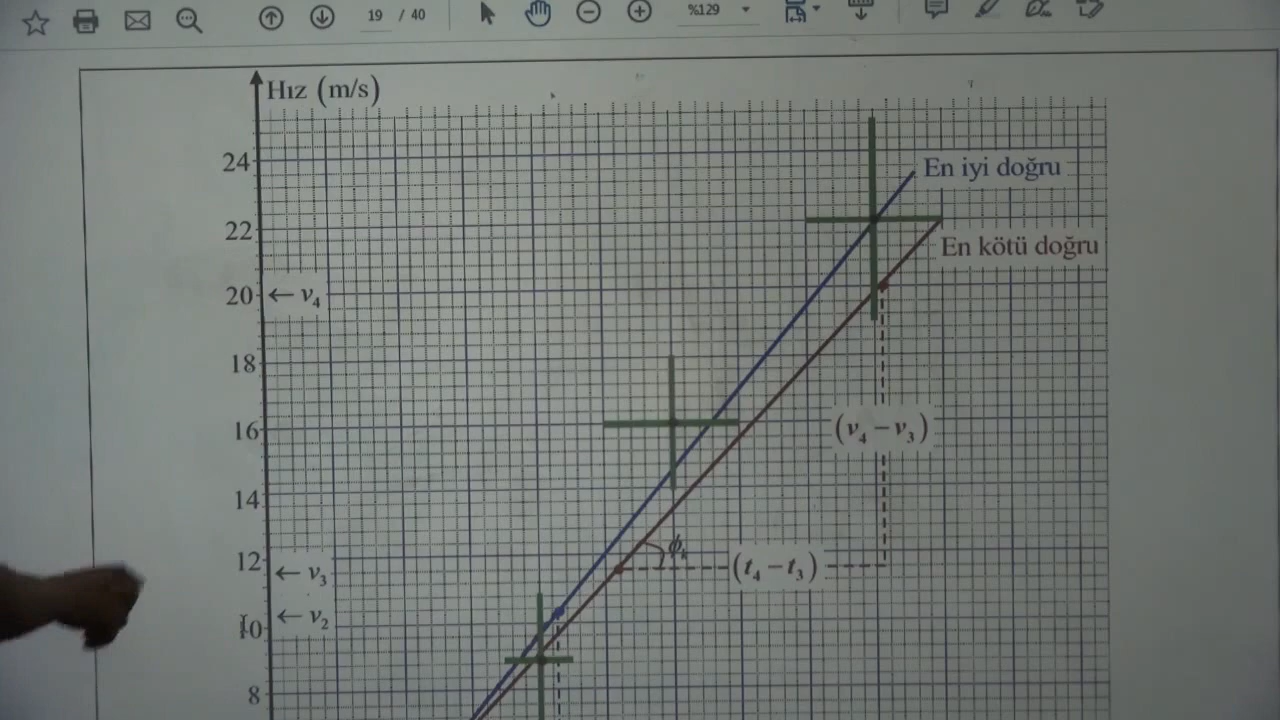 19 / 40 %129
Hız (m/s)
24
En iyi doğru
22
En kötü doğru
20 ← v₄
18
16
(v₄ − v₃)
14
ϕ
12
(t₄ − t₃)
← v₃
← v₂
10
8